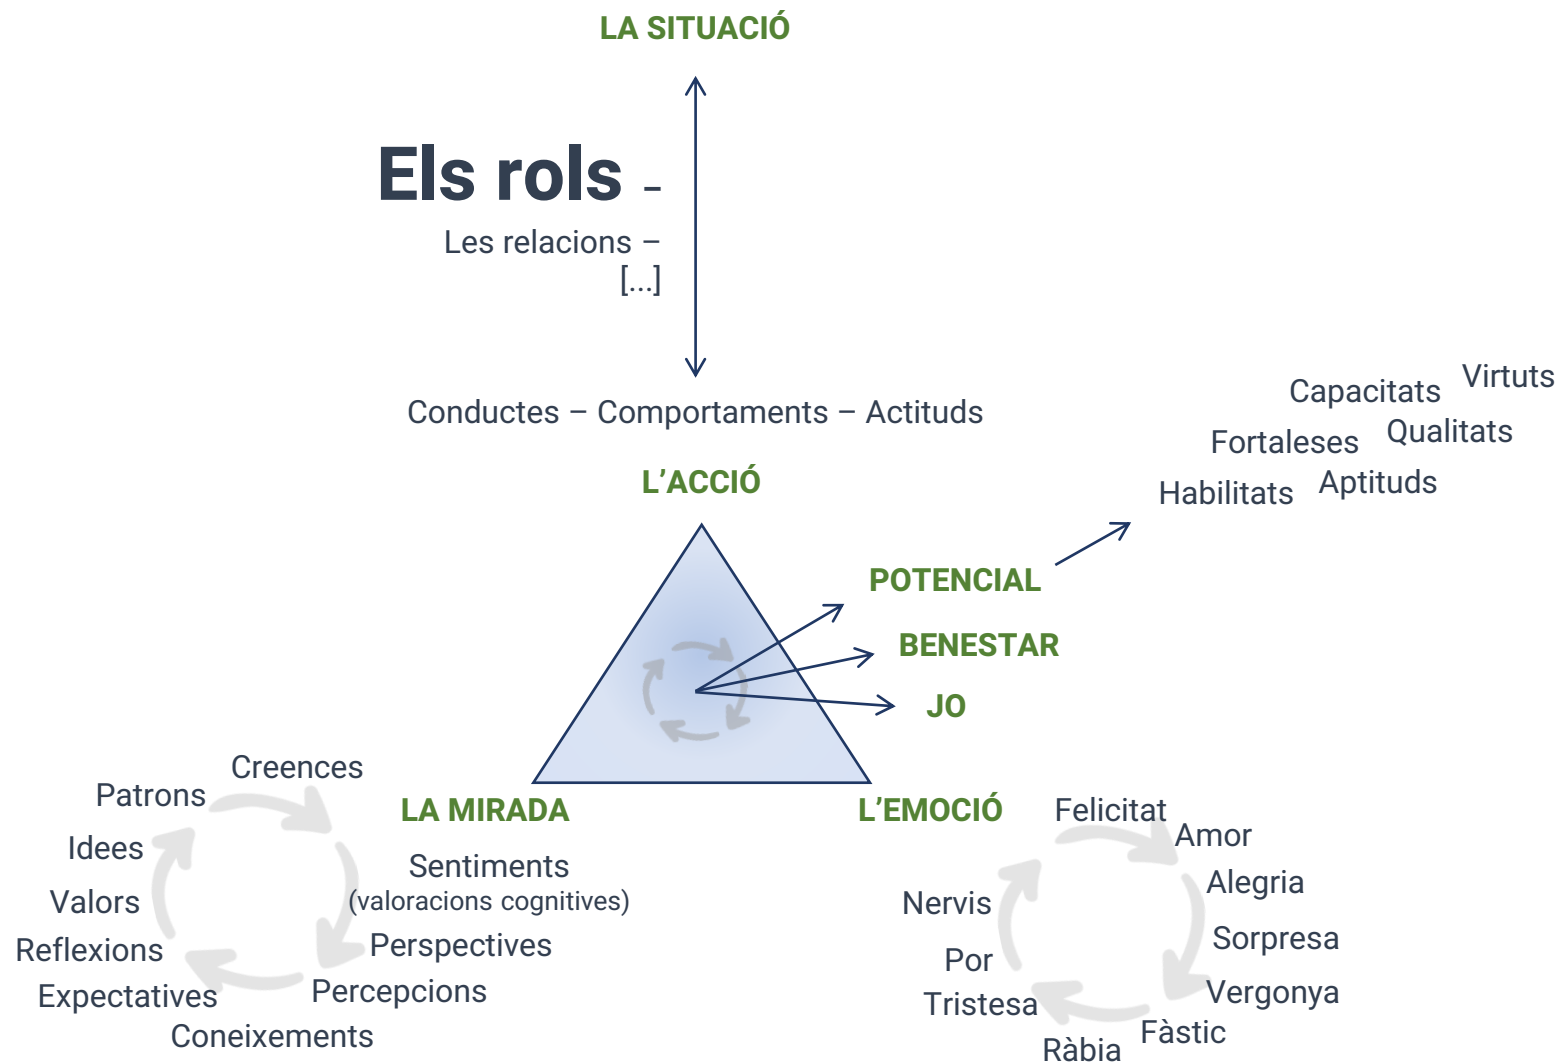 LA SITUACIÓ
Els rols -
Les relacions –
[...]
Conductes – Comportaments – Actituds
L’ACCIÓ
Virtuts
Capacitats
Qualitats
Fortaleses
Aptituds
Habilitats
POTENCIAL
BENESTAR
JO
LA MIRADA
Creences
Patrons
Idees
Valors
Reflexions
Expectatives
Coneixements
Sentiments
(valoracions cognitives)
Perspectives
Percepcions
L’EMOCIÓ
Felicitat
Amor
Alegria
Sorpresa
Vergonya
Fàstic
Ràbia
Tristesa
Por
Nervis